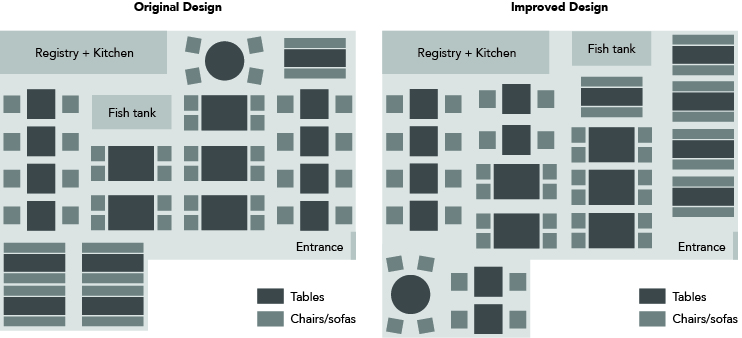 Original Design
Registry + Kitchen
Fish tank
Entrance
Tables
Chairs/sofas
Improved Design
Registry + Kitchen
Fish tank
Entrance
Tables
Chairs/sofas